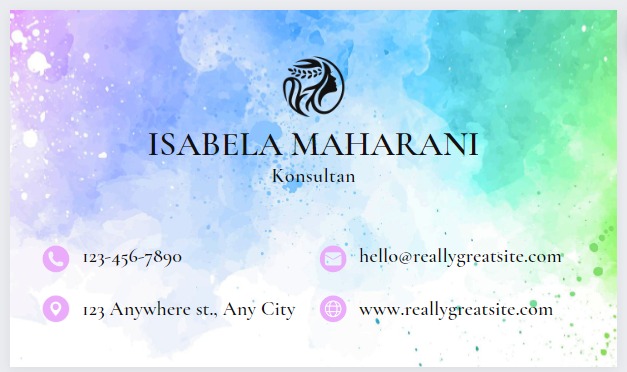 ISABELA MAHARANI
Konsultan
123-456-7890
hello@reallygreatsite.com
123 Anywhere st., Any City
www.reallygreatsite.com